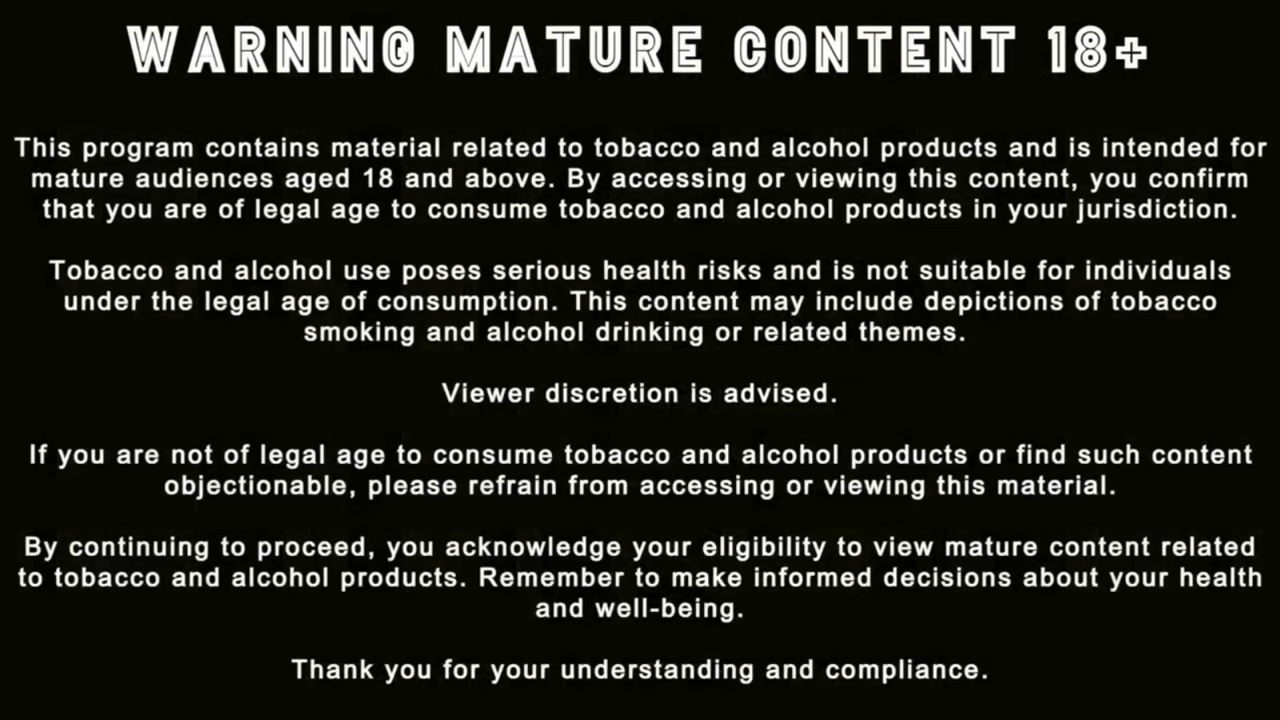 WARNING MATURE CONTENT 18+
This program contains material related to tobacco and alcohol products and is intended for
mature audiences aged 18 and above. By accessing or viewing this content, you confirm
that you are of legal age to consume tobacco and alcohol products in your jurisdiction.
Tobacco and alcohol use poses serious health risks and is not suitable for individuals
under the legal age of consumption. This content may include depictions of tobacco
smoking and alcohol drinking or related themes.
Viewer discretion is advised.
If you are not of legal age to consume tobacco and alcohol products or find such content
objectionable, please refrain from accessing or viewing this material.
By continuing to proceed, you acknowledge your eligibility to view mature content related
to tobacco and alcohol products. Remember to make informed decisions about your health
and well-being.
Thank you for your understanding and compliance.